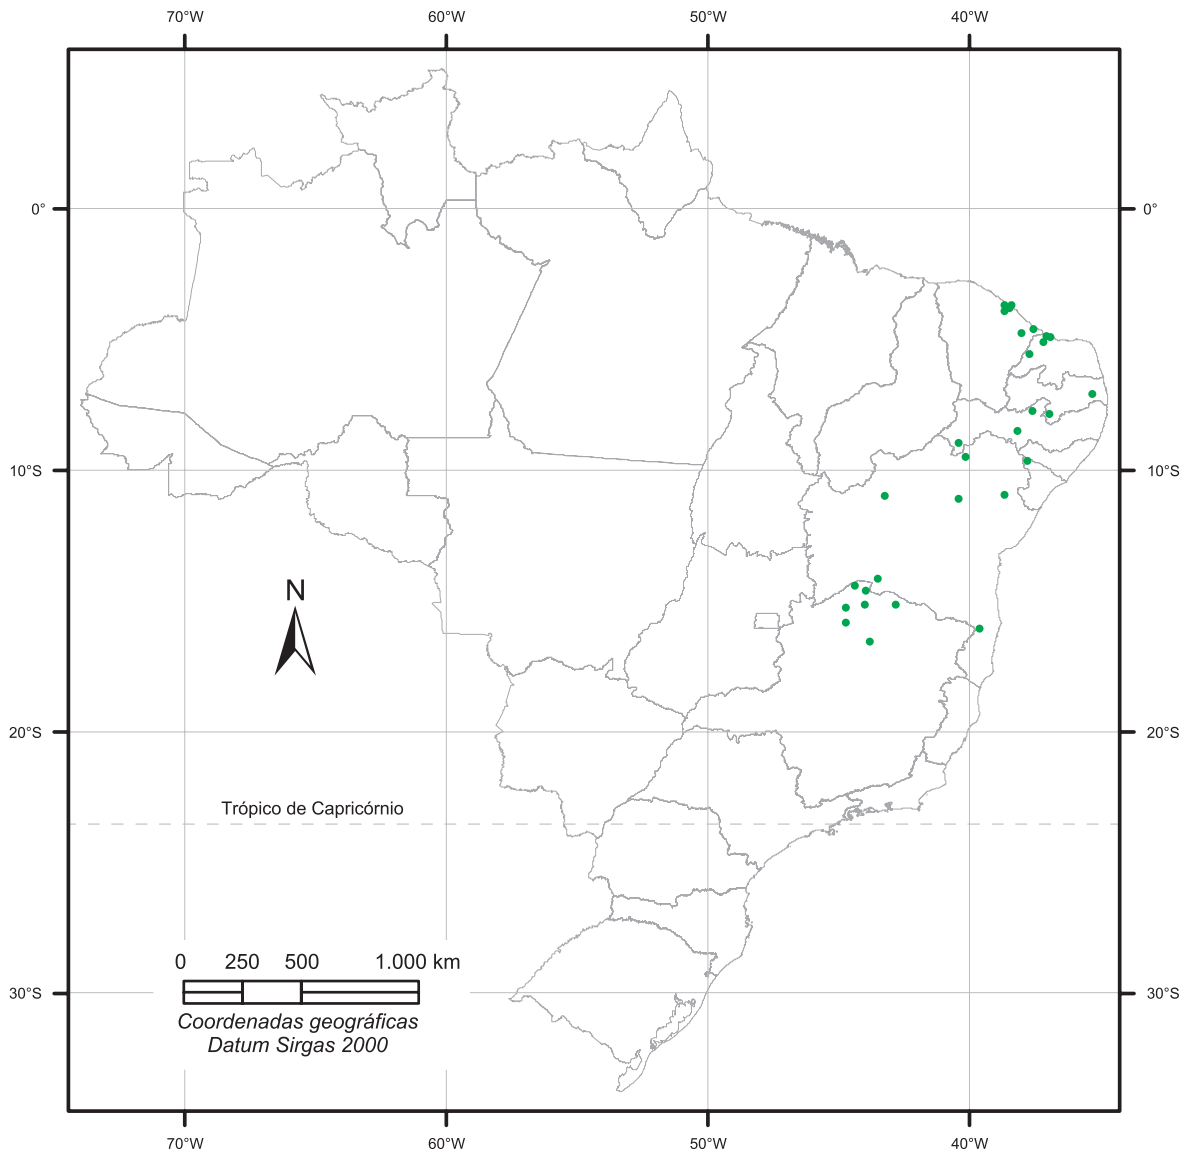 70°W 60°W 50°W 40°W
0° 0°
10°S 10°S
N
20°S 20°S
Trópico de Capricórnio
0 250 500 1.000 km
30°S 30°S
Coordenadas geográficas
Datum Sirgas 2000
70°W 60°W 50°W 40°W